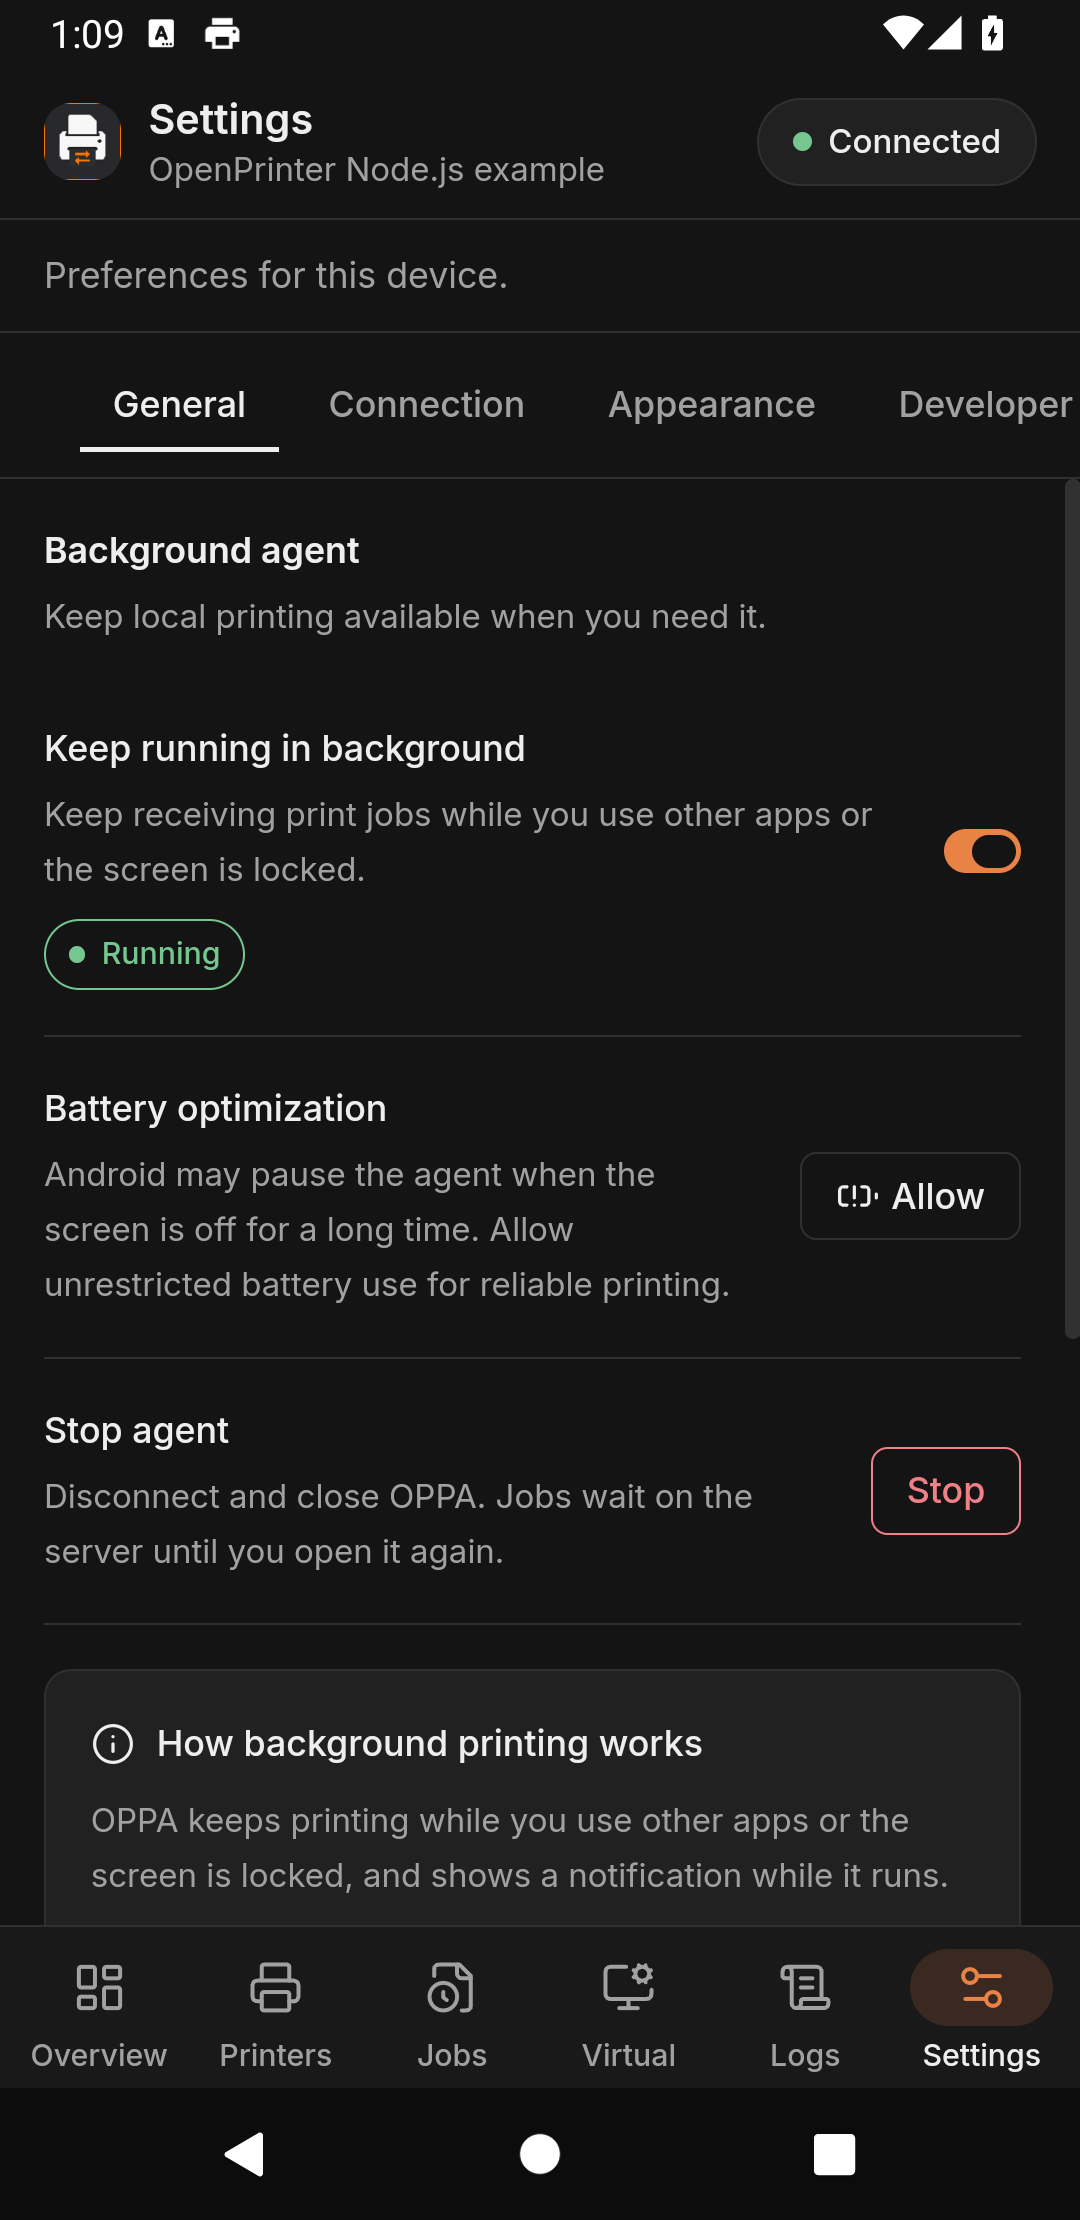 1:09
Settings
OpenPrinter Node.js example
Connected
Preferences for this device.
General
Connection
Appearance
Developer
Background agent
Keep local printing available when you need it.
Keep running in background
Keep receiving print jobs while you use other apps or
the screen is locked.
Running
Battery optimization
Android may pause the agent when the
screen is off for a long time. Allow
unrestricted battery use for reliable printing.
Allow
Stop agent
Disconnect and close OPPA. Jobs wait on the
server until you open it again.
Stop
How background printing works
OPPA keeps printing while you use other apps or the
screen is locked, and shows a notification while it runs.
Overview
Printers
Jobs
Virtual
Logs
Settings